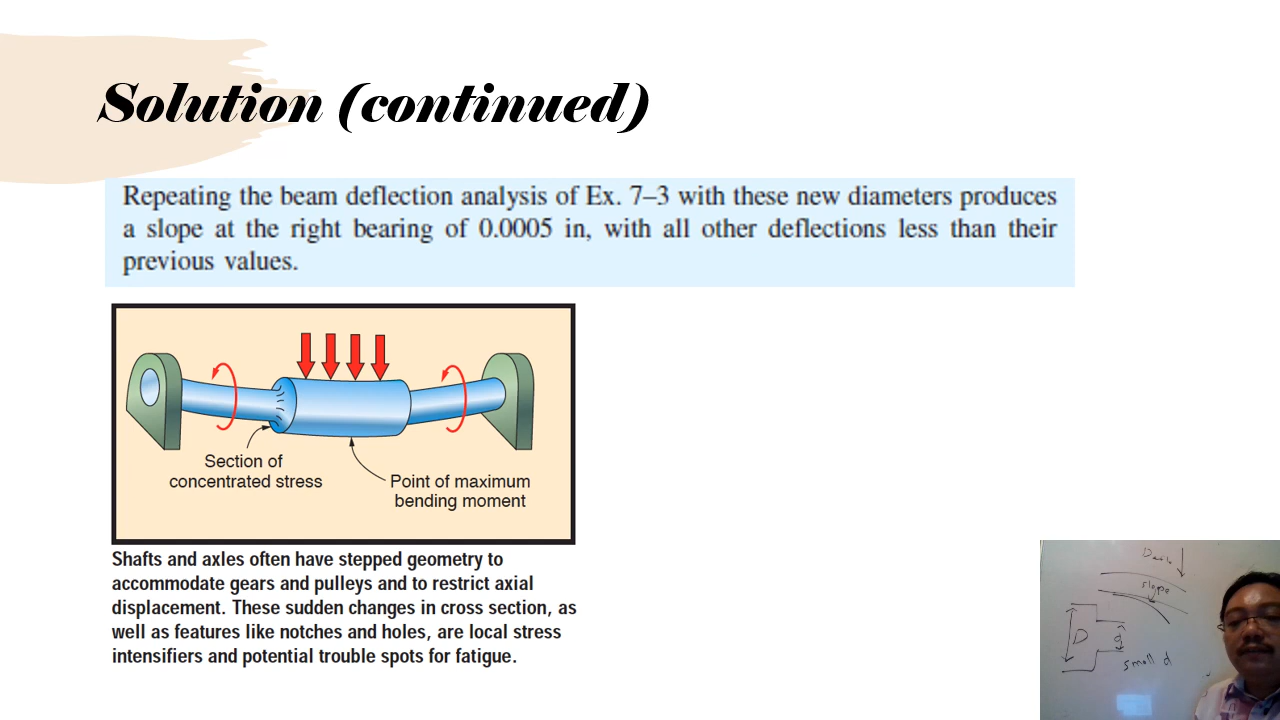 Solution (continued)
Repeating the beam deflection analysis of Ex. 7–3 with these new diameters produces
a slope at the right bearing of 0.0005 in, with all other deflections less than their
previous values.
Section of
concentrated stress
Point of maximum
bending moment
Shafts and axles often have stepped geometry to
accommodate gears and pulleys and to restrict axial
displacement. These sudden changes in cross section, as
well as features like notches and holes, are local stress
intensifiers and potential trouble spots for fatigue.
slope
D
d
small d